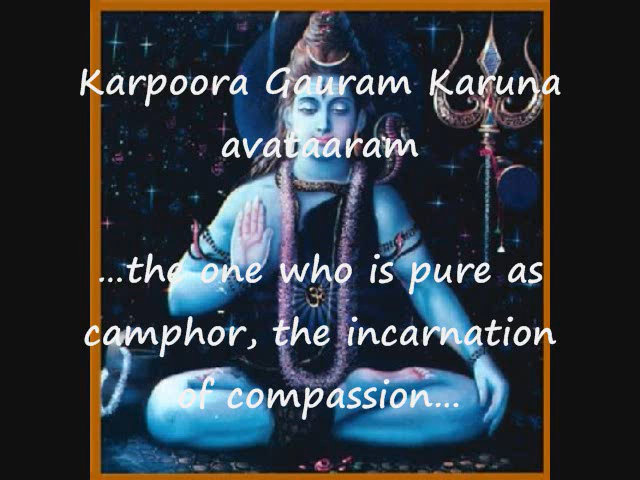 Karpoora Gauram Karuna
avataaram
...the one who is pure as
camphor, the incarnation
of compassion...
ॐ